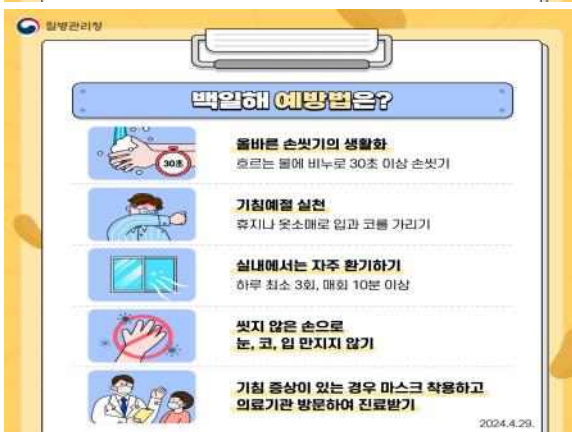 질병관리청
백일해 예방법은?
30초
올바른 손씻기의 생활화
흐르는 물에 비누로 30초 이상 손씻기
기침예절 실천
휴지나 옷소매로 입과 코를 가리기
실내에서는 자주 환기하기
하루 최소 3회, 매회 10분 이상
씻지 않은 손으로
눈, 코, 입 만지지 않기
기침 증상이 있는 경우 마스크 착용하고
의료기관 방문하여 진료받기
2024.4.29.